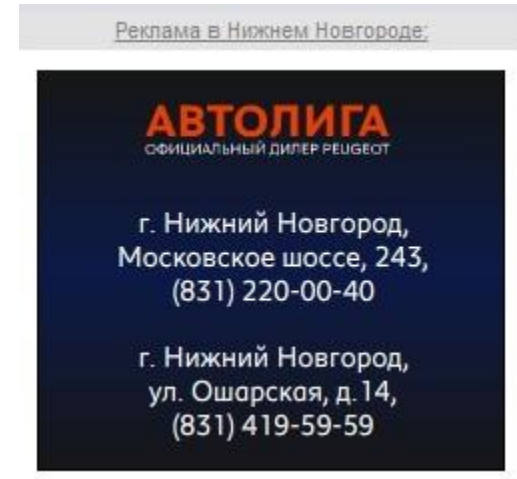 Реклама в Нижнем Новгороде:
АВТОЛИГА
ОФИЦИАЛЬНЫЙ ДИЛЕР PEUGEOT
г. Нижний Новгород,
Московское шоссе, 243,
(831) 220-00-40
г. Нижний Новгород,
ул. Ошарская, д.14,
(831) 419-59-59